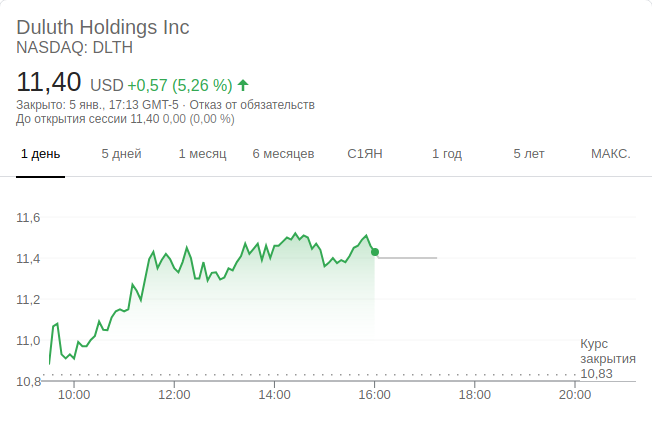 Duluth Holdings Inc
NASDAQ: DLTH
11,40 USD +0,57 (5,26 %)
Закрыто: 5 янв., 17:13 GMT-5 · Отказ от обязательств
До открытия сессии 11,40 0,00 (0,00 %)
1 день 5 дней 1 месяц 6 месяцев С1ЯН 1 год 5 лет МАКС.
11,6
11,4
11,2
11,0
Курс
закрытия
10,83
10,8
10:00 12:00 14:00 16:00 18:00 20:00